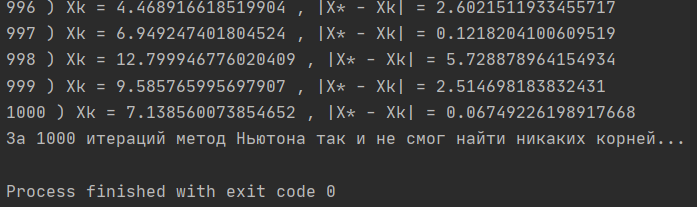 996 ) Xk = 4.468916618519904 , |X* - Xk| = 2.6021511933455717
997 ) Xk = 6.949247401804524 , |X* - Xk| = 0.1218204100609519
998 ) Xk = 12.799946776020409 , |X* - Xk| = 5.728878964154934
999 ) Xk = 9.585765995697907 , |X* - Xk| = 2.514698183832431
1000 ) Xk = 7.138560073854652 , |X* - Xk| = 0.06749226198917668
За 1000 итераций метод Ньютона так и не смог найти никаких корней...
Process finished with exit code 0